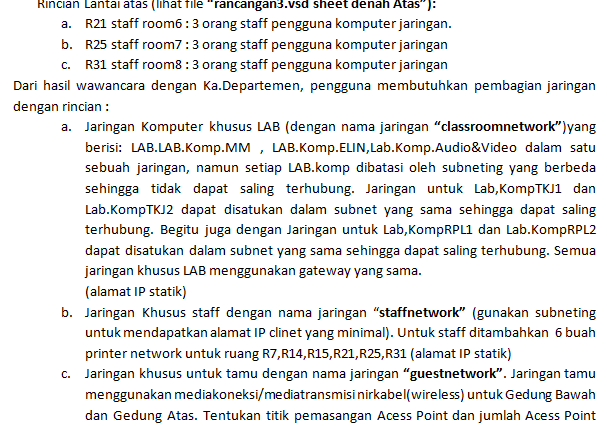 Rincian Lantai atas (lihat file "rancangan3.vsd sheet denah Atas"):
a. R21 staff room6 : 3 orang staff pengguna komputer jaringan.
b. R25 staff room7 : 3 orang staff pengguna komputer jaringan
c. R31 staff room8 : 3 orang staff pengguna komputer jaringan
Dari hasil wawancara dengan Ka.Departemen, pengguna membutuhkan pembagian jaringan
dengan rincian :
a. Jaringan Komputer khusus LAB (dengan nama jaringan "classroomnetwork")yang
berisi: LAB.LAB.Komp.MM , LAB.Komp.ELIN,Lab.Komp.Audio&Video dalam satu
sebuah jaringan, namun setiap LAB.komp dibatasi oleh subneting yang berbeda
sehingga tidak dapat saling terhubung. Jaringan untuk Lab,KompTKJ1 dan
Lab.KompTKJ2 dapat disatukan dalam subnet yang sama sehingga dapat saling
terhubung. Begitu juga dengan Jaringan untuk Lab,KompRPL1 dan Lab.KompRPL2
dapat disatukan dalam subnet yang sama sehingga dapat saling terhubung. Semua
jaringan khusus LAB menggunakan gateway yang sama.
(alamat IP statik)
b. Jaringan Khusus staff dengan nama jaringan "staffnetwork" (gunakan subneting
untuk mendapatkan alamat IP clinet yang minimal). Untuk staff ditambahkan 6 buah
printer network untuk ruang R7,R14,R15,R21,R25,R31 (alamat IP statik)
c. Jaringan khusus untuk tamu dengan nama jaringan "guestnetwork". Jaringan tamu
menggunakan mediakoneksi/mediatransmisi nirkabel(wireless) untuk Gedung Bawah
dan Gedung Atas. Tentukan titik pemasangan Acess Point dan jumlah Acess Point